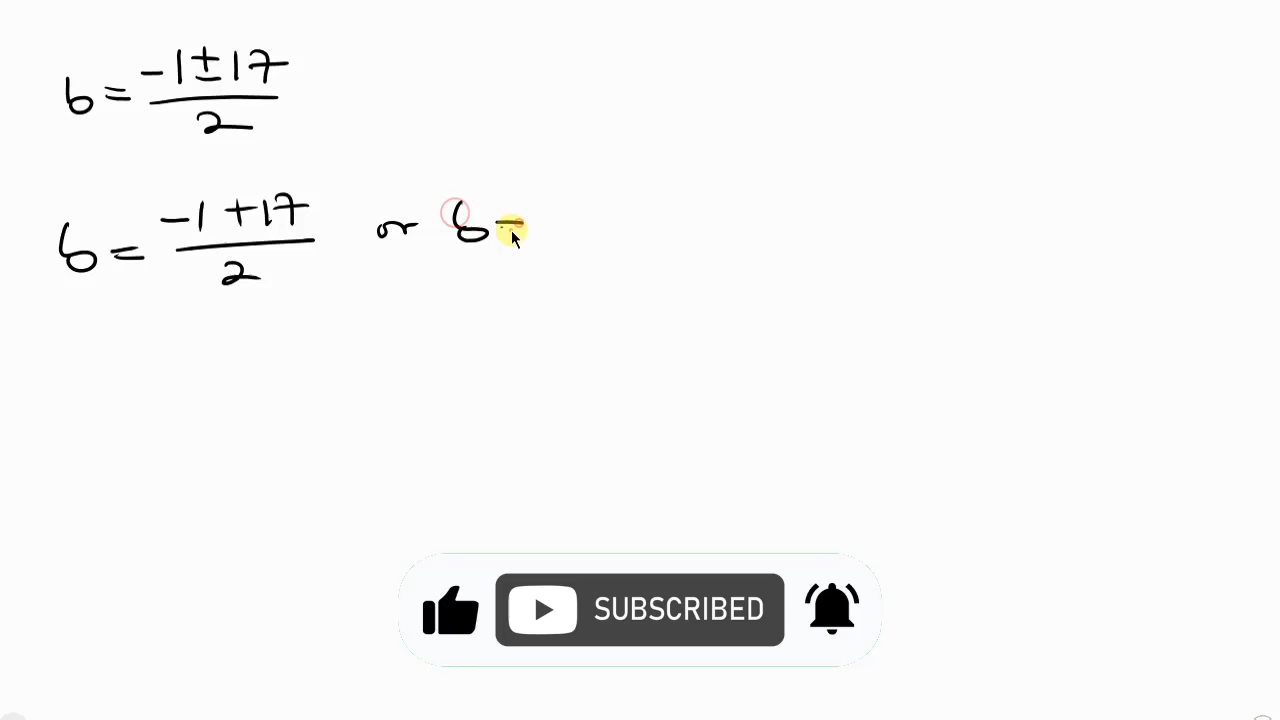 b = -1 ± 17 / 2
b = -1 + 17 / 2 or b =
SUBSCRIBED